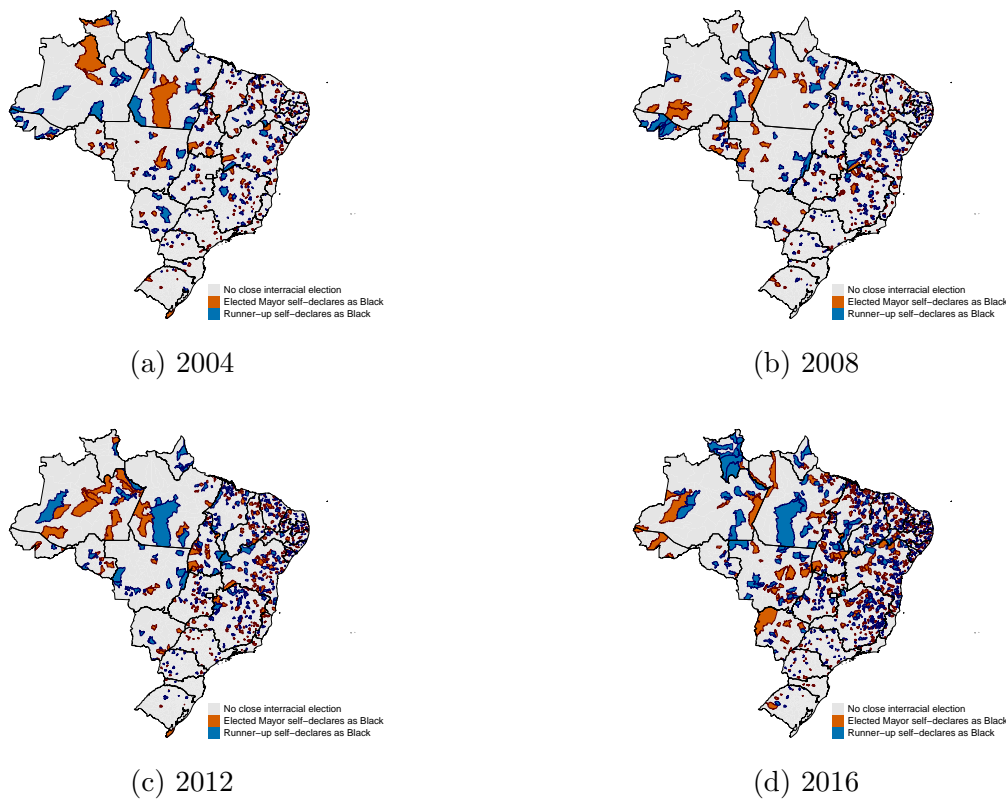 No close interracial election
Elected Mayor self−declares as Black
Runner−up self−declares as Black
No close interracial election
Elected Mayor self−declares as Black
Runner−up self−declares as Black
(a) 2004
(b) 2008
No close interracial election
Elected Mayor self−declares as Black
Runner−up self−declares as Black
No close interracial election
Elected Mayor self−declares as Black
Runner−up self−declares as Black
(c) 2012
(d) 2016